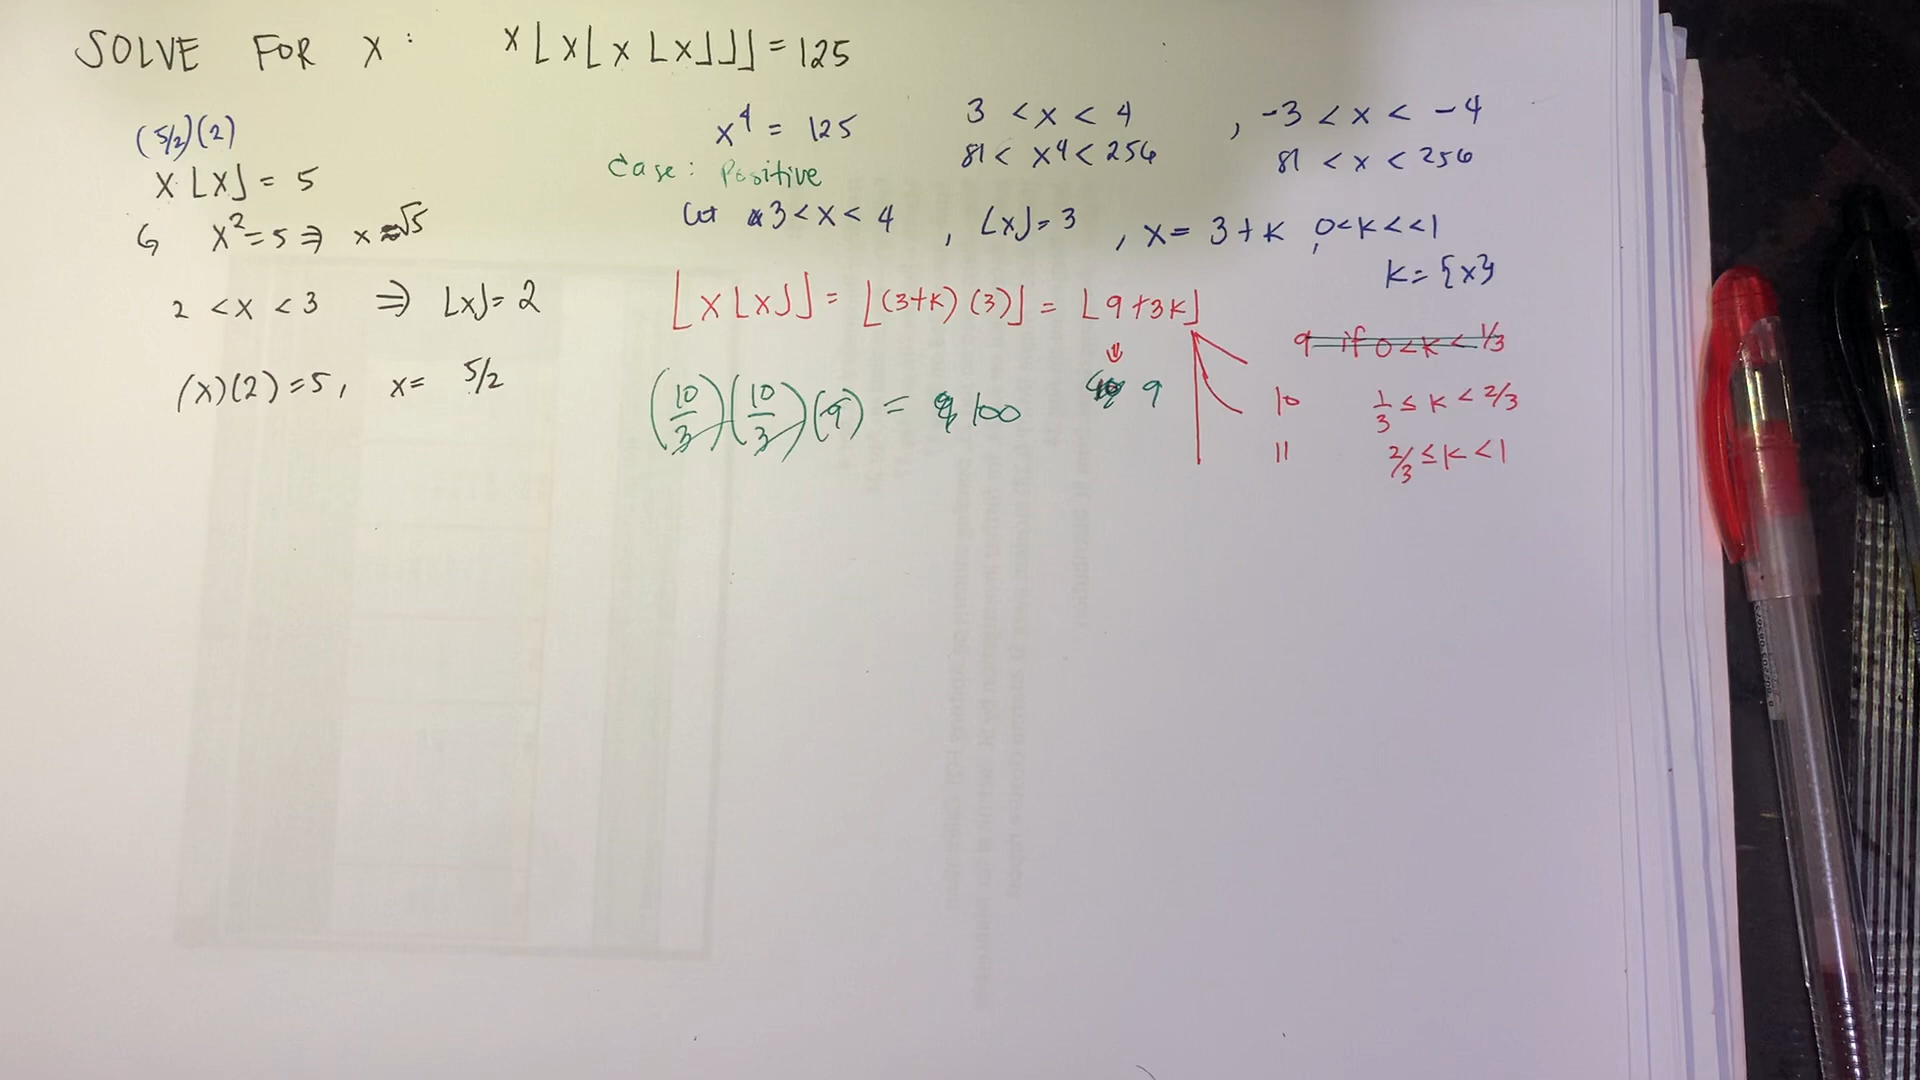 SOLVE FOR X : x⌊x⌊x⌊x⌋⌋⌋ = 125
(5/2)(2)
x⌊x⌋ = 5
x² = 5 ⇒ x ≈ √5
2 < x < 3 ⇒ ⌊x⌋ = 2
(x)(2) = 5, x = 5/2
x⁴ = 125
3 < x < 4 , -3 < x < -4
81 < x⁴ < 256 81 < x < 256
Case: Positive
let 3 < x < 4 , ⌊x⌋ = 3 , x = 3 + k , 0 < k < < 1
k = {x}
⌊x⌊x⌋⌋ = ⌊(3+k)(3)⌋ = ⌊9 + 3k⌋
9 if 0 < k < 1/3
⇓
9
10 1/3 ≤ k < 2/3
11 2/3 ≤ k < 1
(10/3)(10/3)(9) = 100